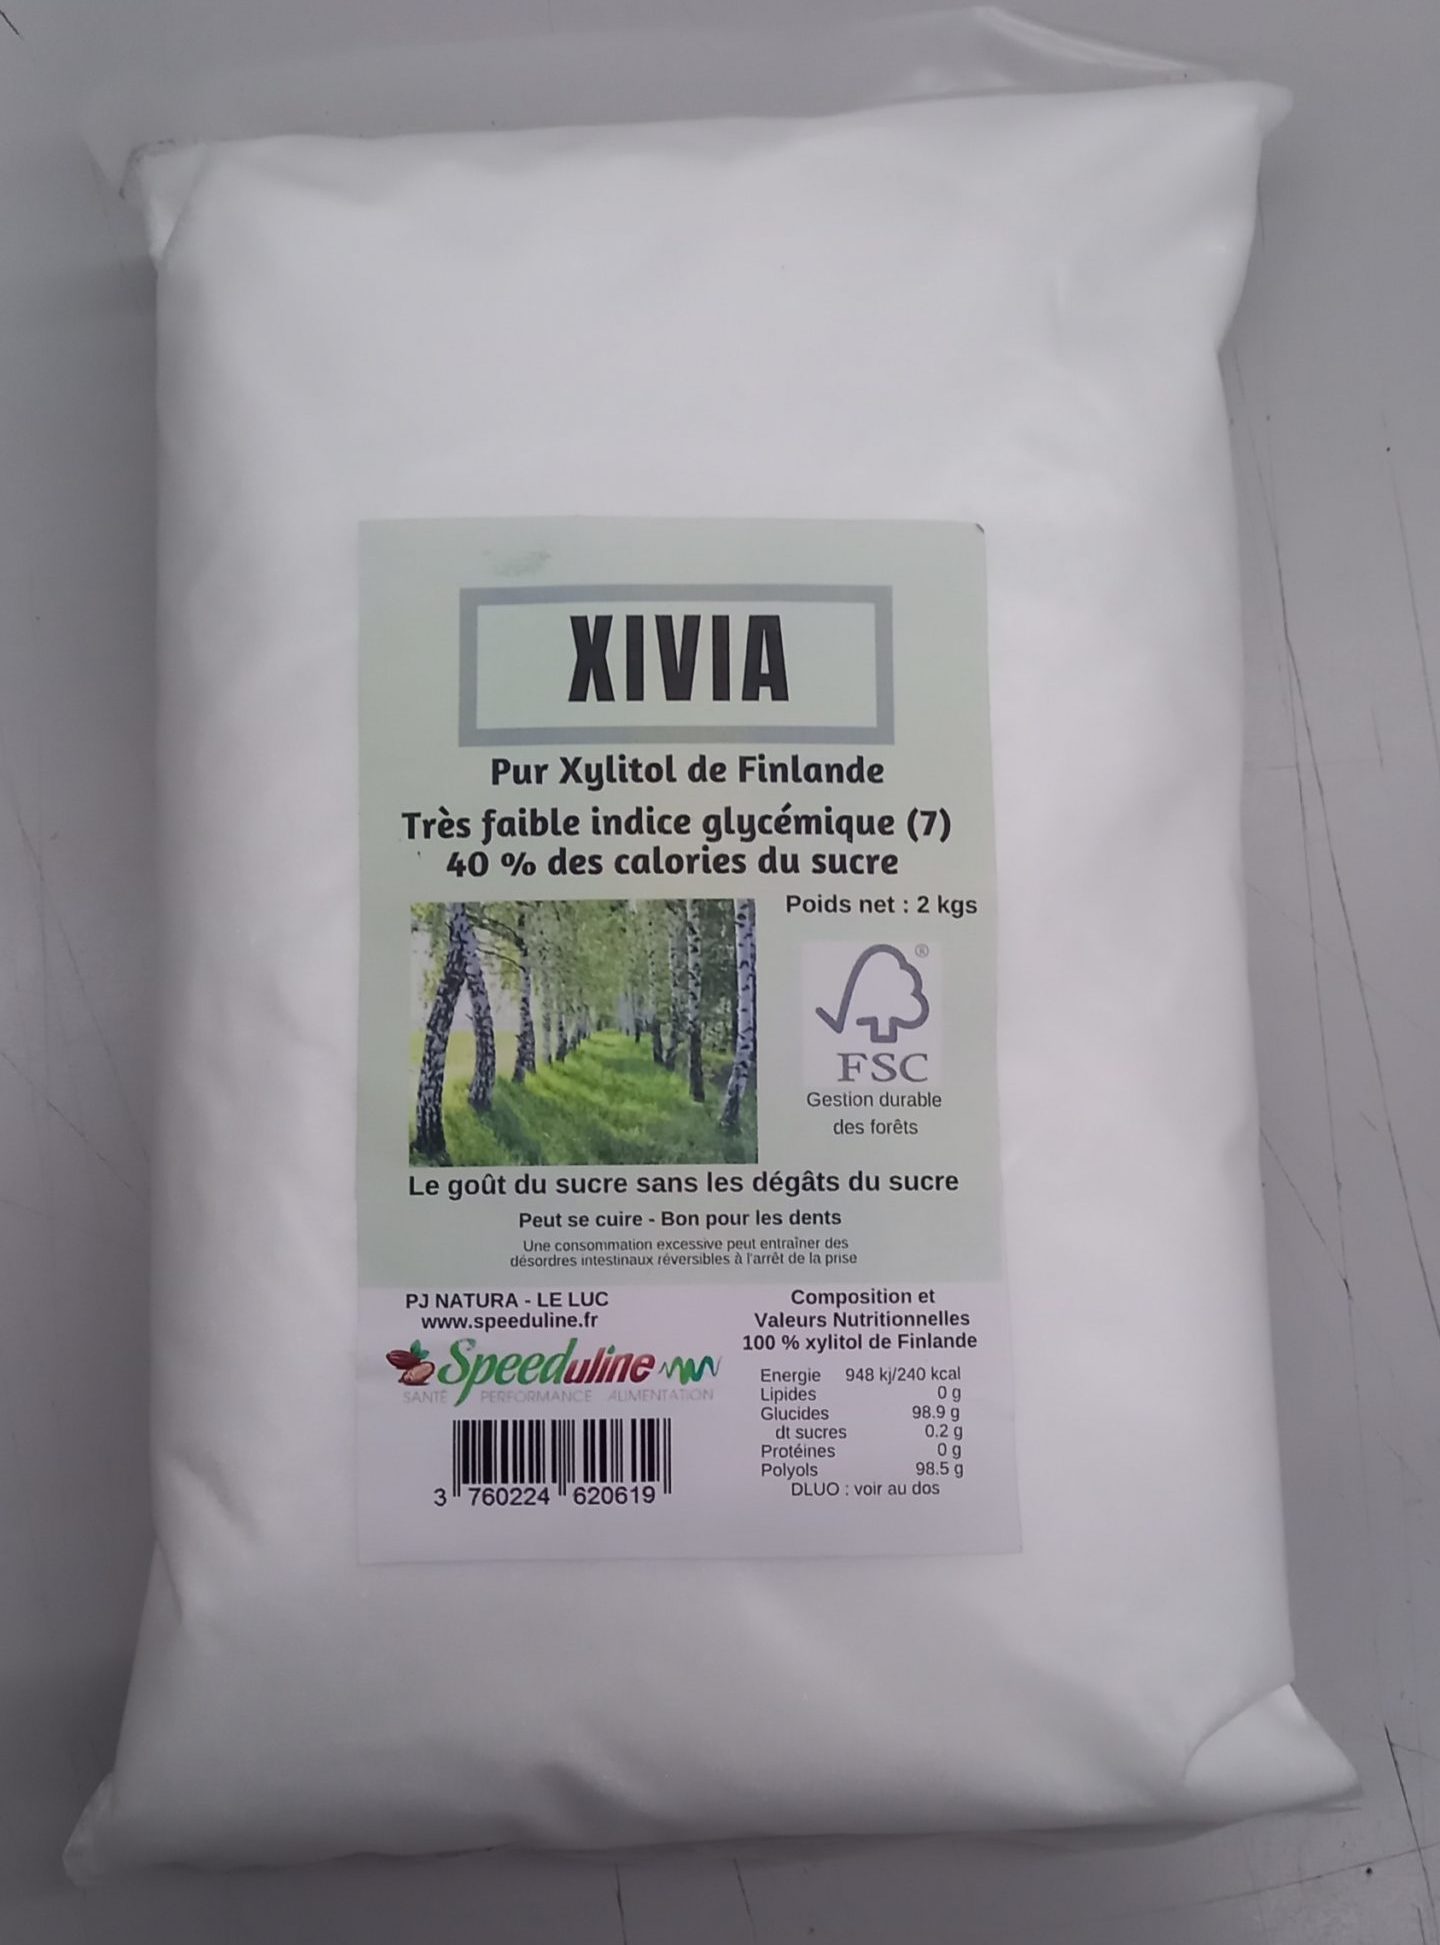 XIVIA
Pur Xylitol de Finlande
Très faible indice glycémique (7)
40 % des calories du sucre
Poids net : 2 kgs
®
FSC
Gestion durable
des forêts
Le goût du sucre sans les dégâts du sucre
Peut se cuire - Bon pour les dents
Une consommation excessive peut entraîner des
désordres intestinaux réversibles à l'arrêt de la prise
PJ NATURA - LE LUC
www.speeduline.fr
Speeduline
SANTÉ PERFORMANCE ALIMENTATION
3 760224 620619
Composition et
Valeurs Nutritionnelles
100 % xylitol de Finlande
Energie 948 kj/240 kcal
Lipides 0 g
Glucides 98.9 g
dt sucres 0.2 g
Protéines 0 g
Polyols 98.5 g
DLUO : voir au dos